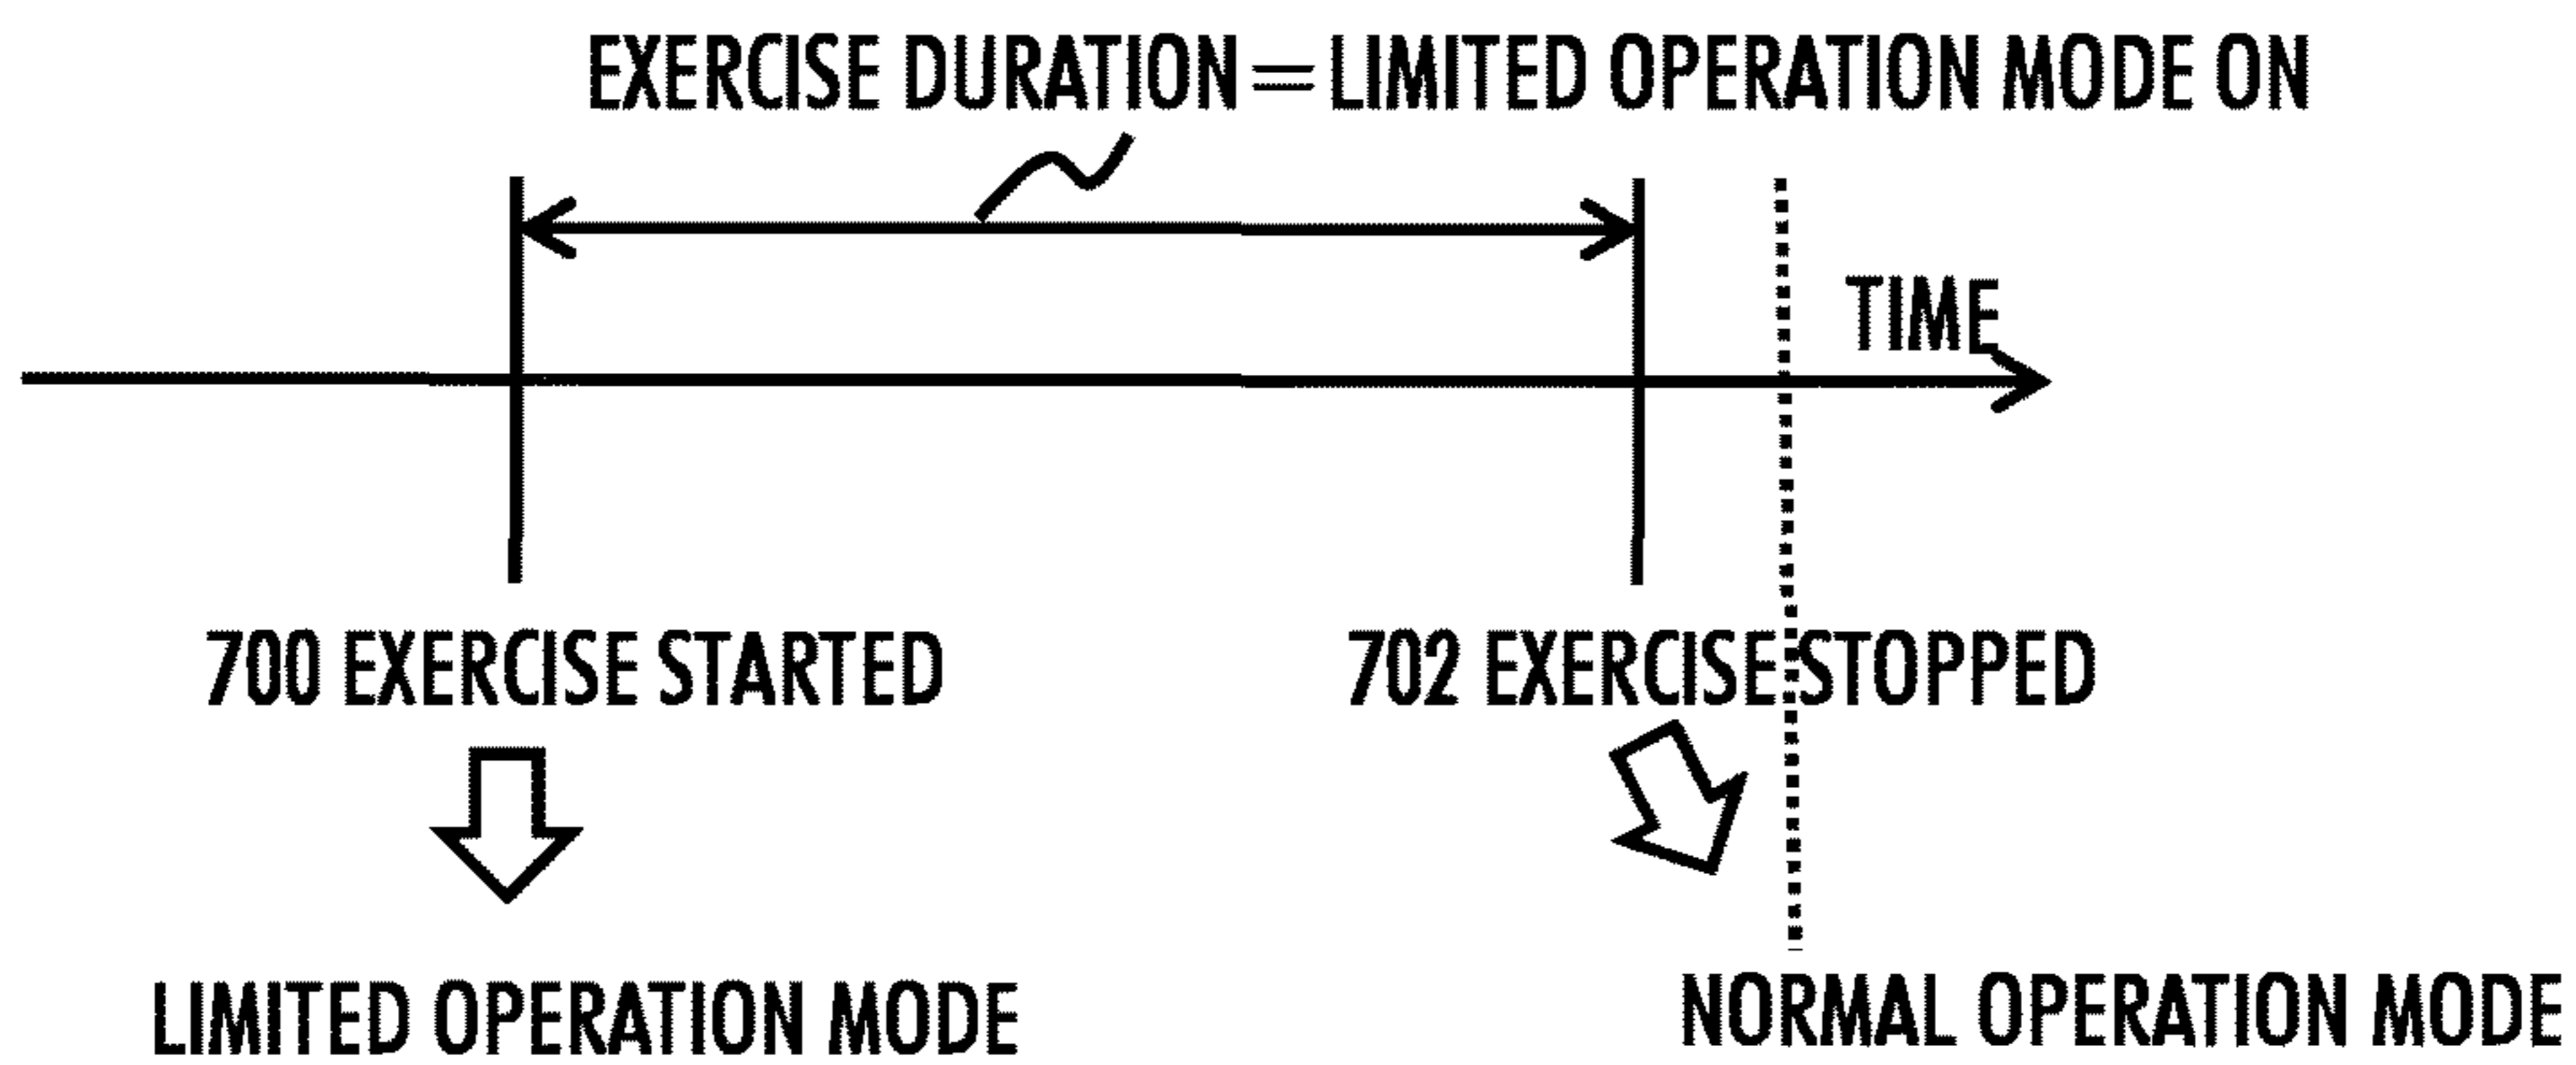 EXERCISE DURATION=LIMITED OPERATION MODE ON
TIME
700 EXERCISE STARTED
702 EXERCISE STOPPED
LIMITED OPERATION MODE
NORMAL OPERATION MODE